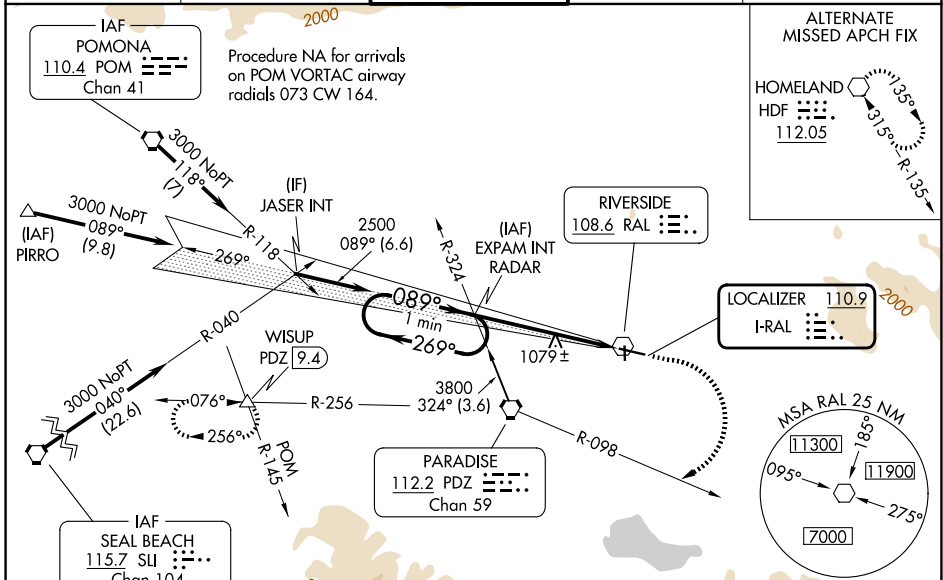 2000
IAF
POMONA
110.4 POM
Chan 41
Procedure NA for arrivals
on POM VORTAC airway
radials 073 CW 164.
ALTERNATE
MISSED APCH FIX
HOMELAND
HDF
112.05
135°
315°
R-135
3000 NoPT
118°
(7)
R-118
(IF)
JASER INT
3000 NoPT
089°
(9.8)
(IAF)
PIRRO
269°
2500
089° (6.6)
R-324
(IAF)
EXPAM INT
RADAR
RIVERSIDE
108.6 RAL
089°
1 min
269°
LOCALIZER 110.9
I-RAL
2000
1079±
R-040
3000 NoPT
040°
(22.6)
WISUP
PDZ 9.4
076°
256°
R-256
3800
324° (3.6)
POM
R-145
R-098
PARADISE
112.2 PDZ
Chan 59
MSA RAL 25 NM
11300
185°
095°
11900
275°
7000
IAF
SEAL BEACH
115.7 SLI
Chan 104